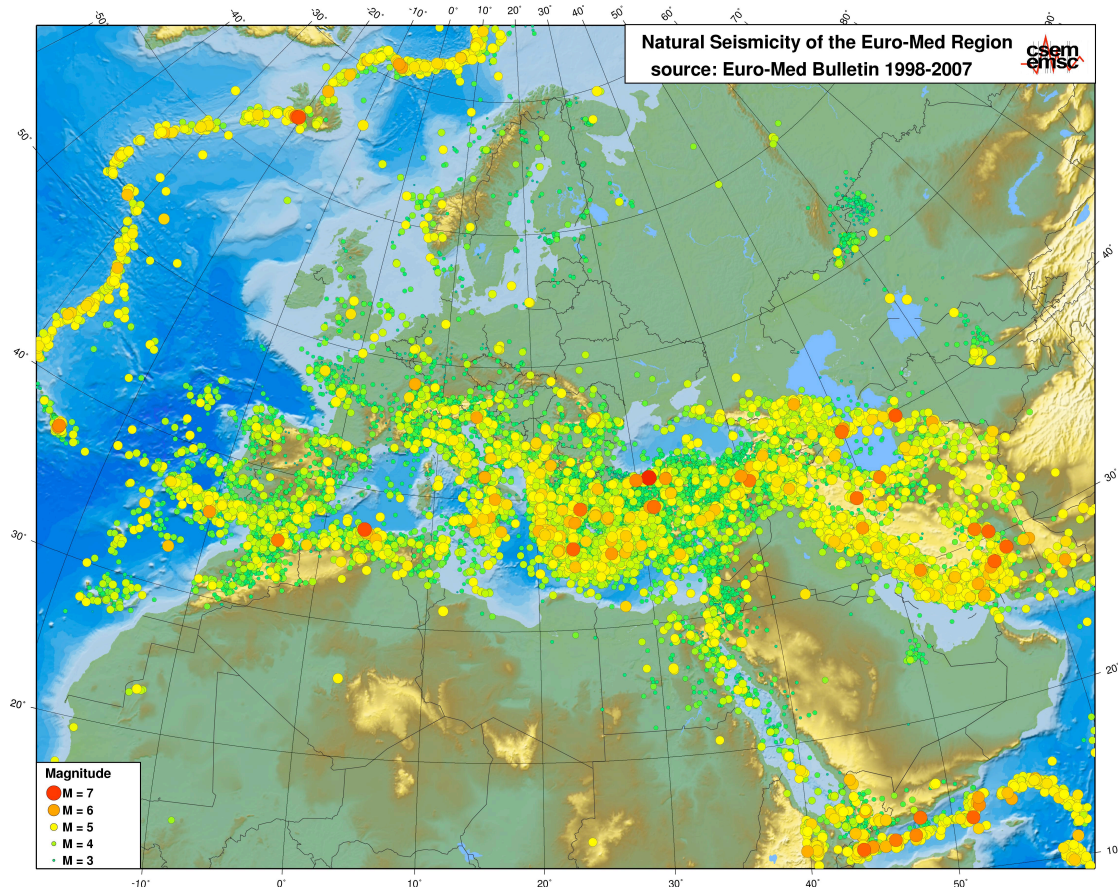 -50° -40° -30° -20° -10° 0° 10° 20° 30° 40° 50° 60° 70° 80° 90°
Natural Seismicity of the Euro-Med Region
source: Euro-Med Bulletin 1998-2007
csem
emsc
50°
40°
40°
30°
30°
20°
20°
10
Magnitude
M = 7
M = 6
M = 5
M = 4
M = 3
-10° 0° 10° 20° 30° 40° 50°